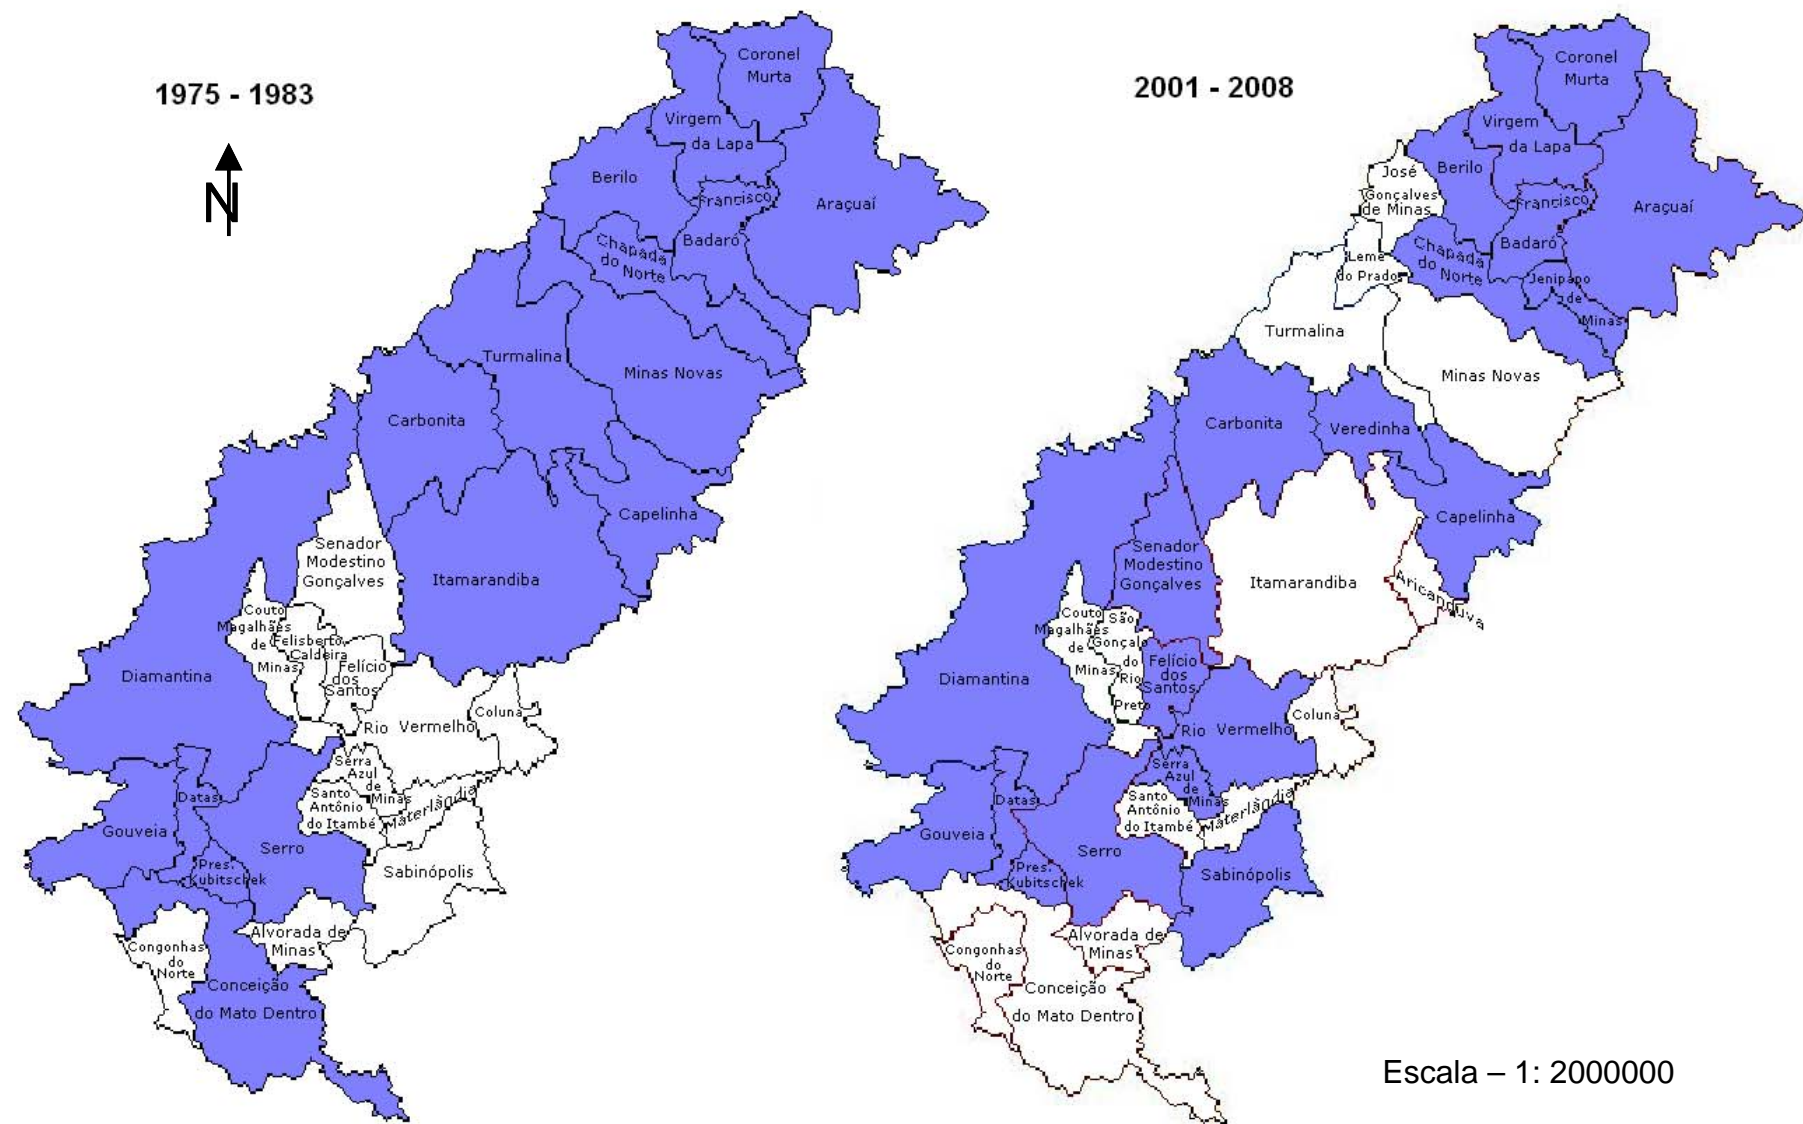 1975 - 1983
N
Coronel
Murta
Virgem
da Lapa
Berilo
Francisco
Badaró
Araçuaí
Chapada
do Norte
Turmalina
Minas Novas
Carbonita
Capelinha
Senador
Modestino
Gonçalves
Itamarandiba
Couto
Magalhães
de
Minas
Felisberto
Caldeira
Felício
dos
Santos
Diamantina
Rio Vermelho
Coluna
Serra
Azul
de
Minas
Santo
Antônio
do Itambé
Materlãndia
Datas
Gouveia
Serro
Pres.
Kubitschek
Sabinópolis
Alvorada de
Minas
Congonhas
do
Norte
Conceição
do Mato Dentro
2001 - 2008
Coronel
Murta
Virgem
da Lapa
José
Gonçalves
de Minas
Berilo
Francisco
Badaró
Araçuaí
Leme
do Prado
Chapada
do Norte
Jenipapo
de
Minas
Turmalina
Minas Novas
Carbonita
Veredinha
Capelinha
Senador
Modestino
Gonçalves
Itamarandiba
Aricanduva
Couto
Magalhães
de
Minas
São
Gonçalo
do
Rio
Preto
Felício
dos
Santos
Diamantina
Rio Vermelho
Coluna
Serra
Azul
de
Minas
Santo
Antônio
do Itambé
Materlãndia
Datas
Gouveia
Serro
Pres.
Kubitschek
Sabinópolis
Alvorada de
Minas
Congonhas
do
Norte
Conceição
do Mato Dentro
Escala – 1: 2000000